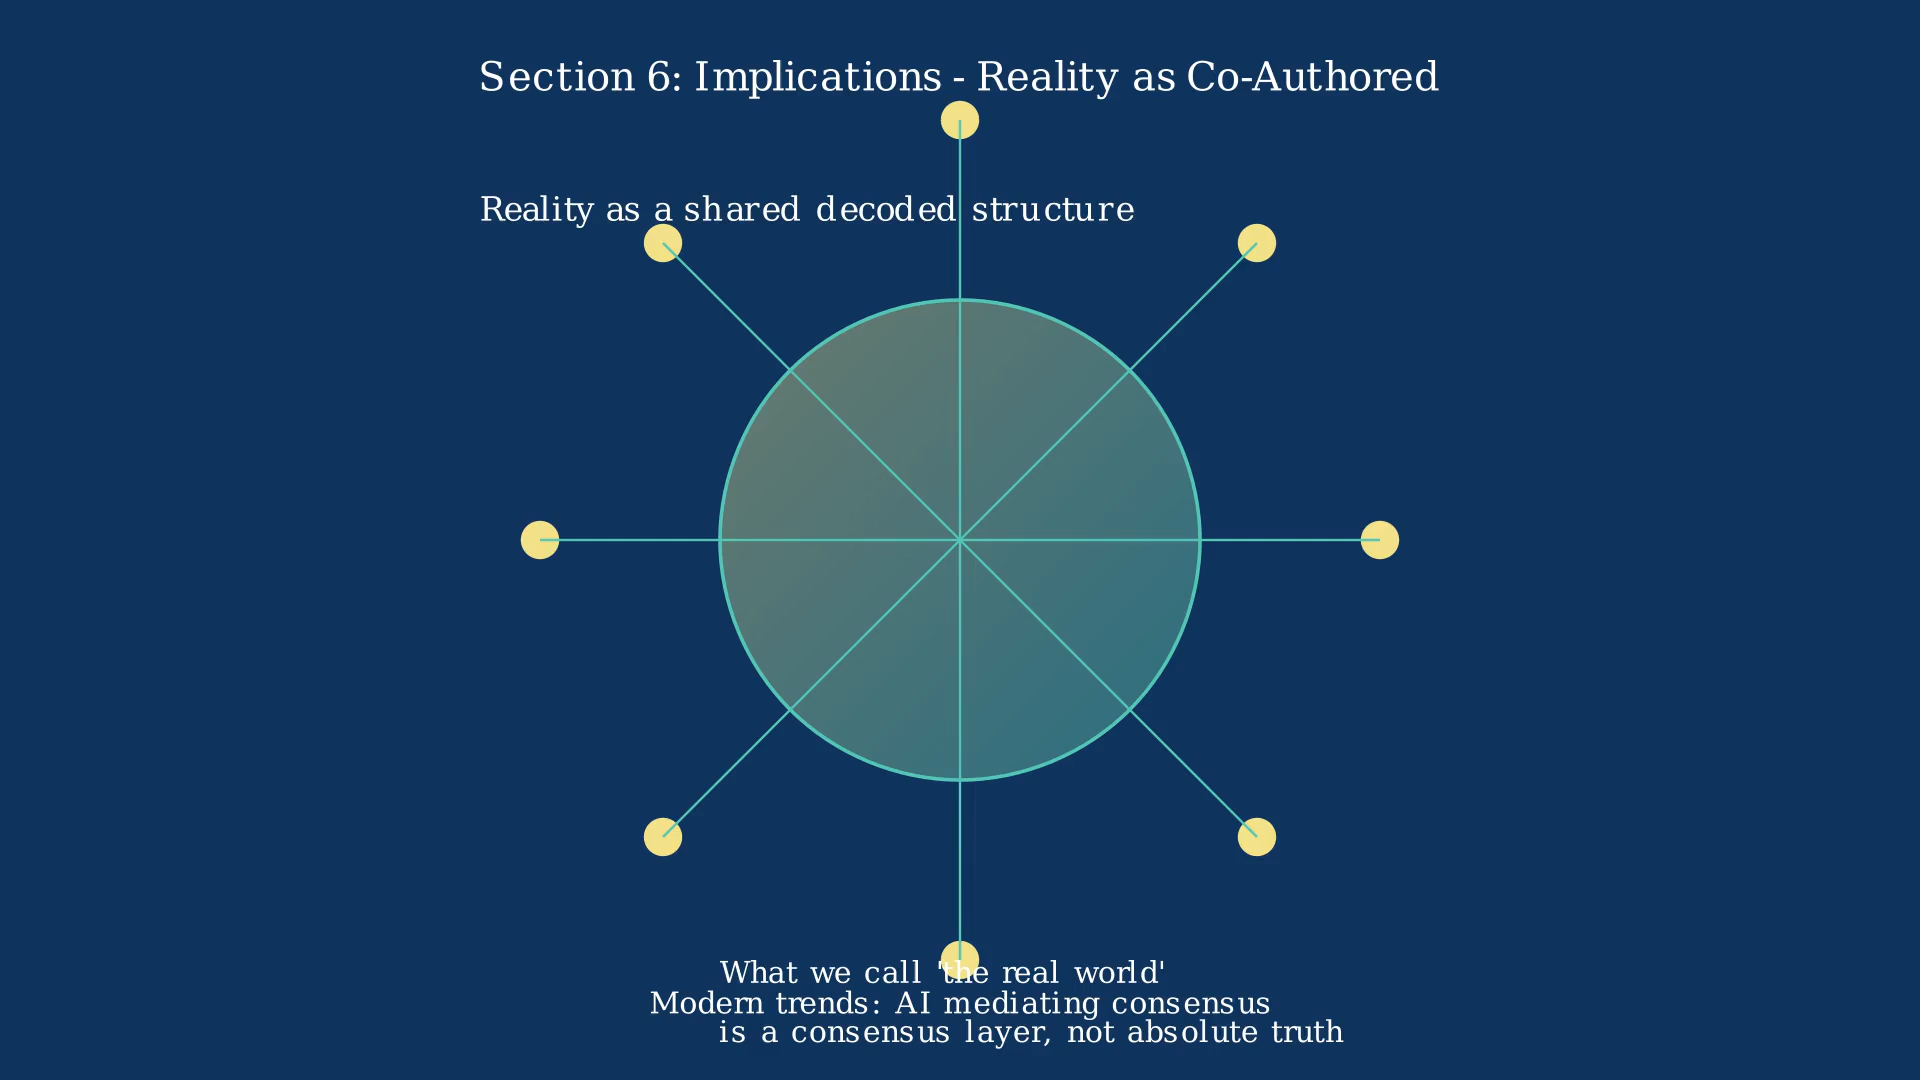 Section 6: Implications - Reality as Co-Authored
Reality as a shared decoded structure
What we call 'the real world'
Modern trends: AI mediating consensus
is a consensus layer, not absolute truth